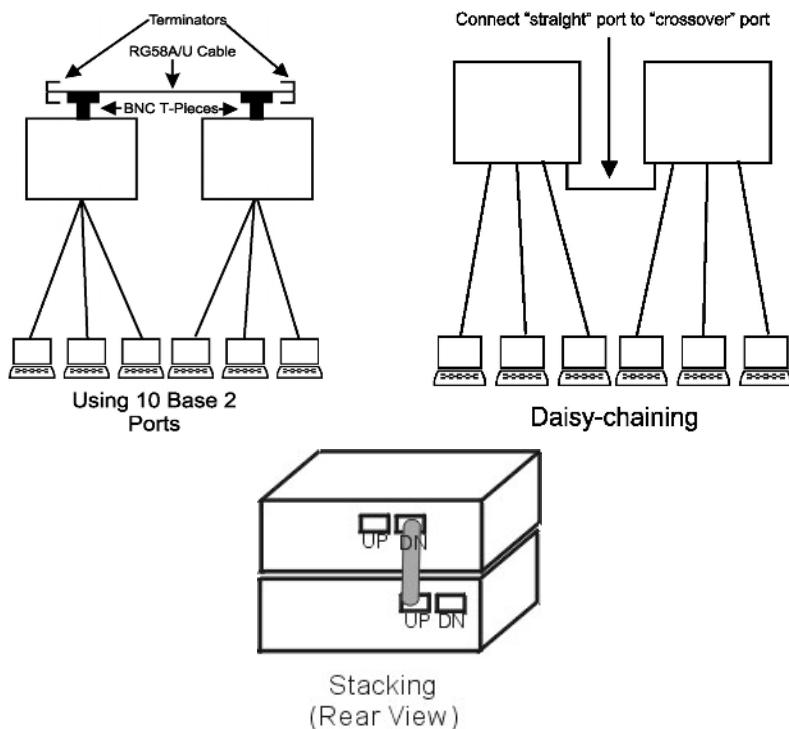 Terminators
RG58A/U Cable
BNC T-Pieces
Using 10 Base 2
Ports
Connect "straight" port to "crossover" port
Daisy-chaining
UP DN
UP DN
Stacking
(Rear View)